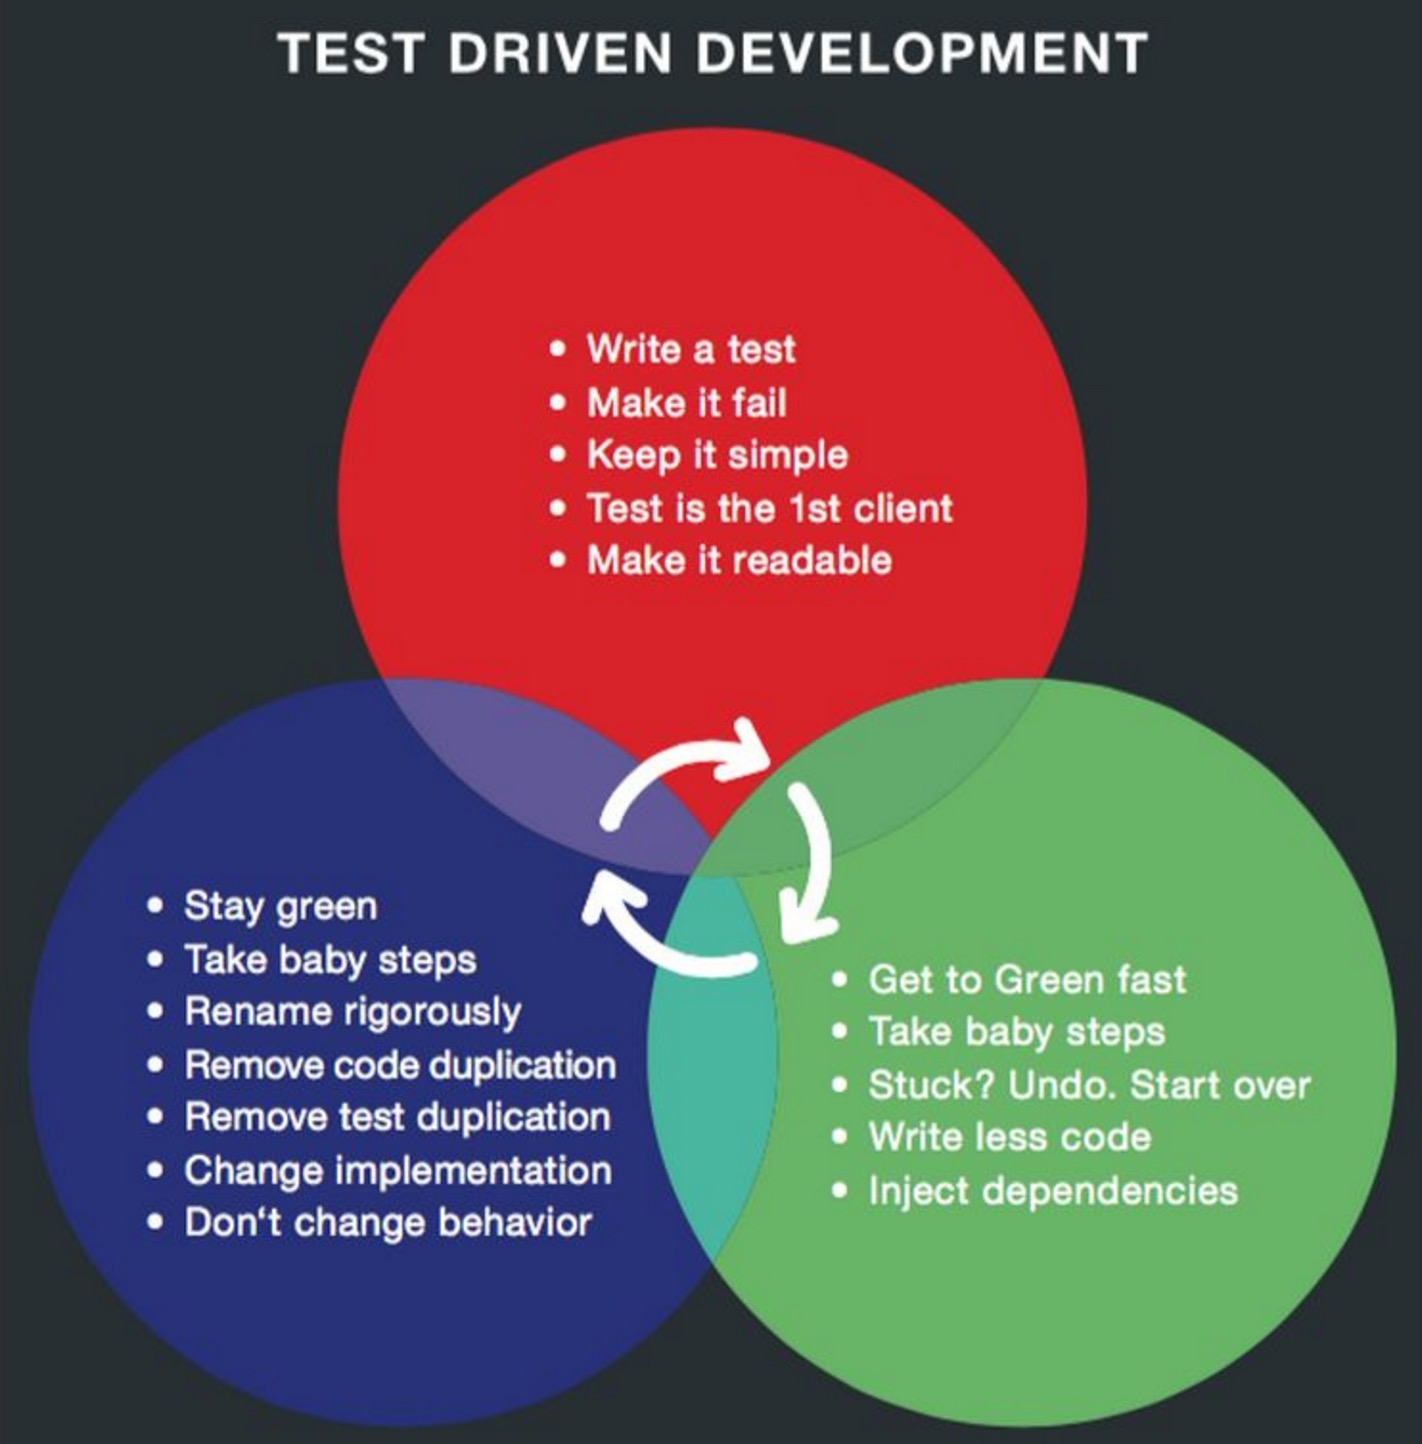 TEST DRIVEN DEVELOPMENT
• Write a test
• Make it fail
• Keep it simple
• Test is the 1st client
• Make it readable
• Stay green
• Take baby steps
• Rename rigorously
• Remove code duplication
• Remove test duplication
• Change implementation
• Don‘t change behavior
• Get to Green fast
• Take baby steps
• Stuck? Undo. Start over
• Write less code
• Inject dependencies